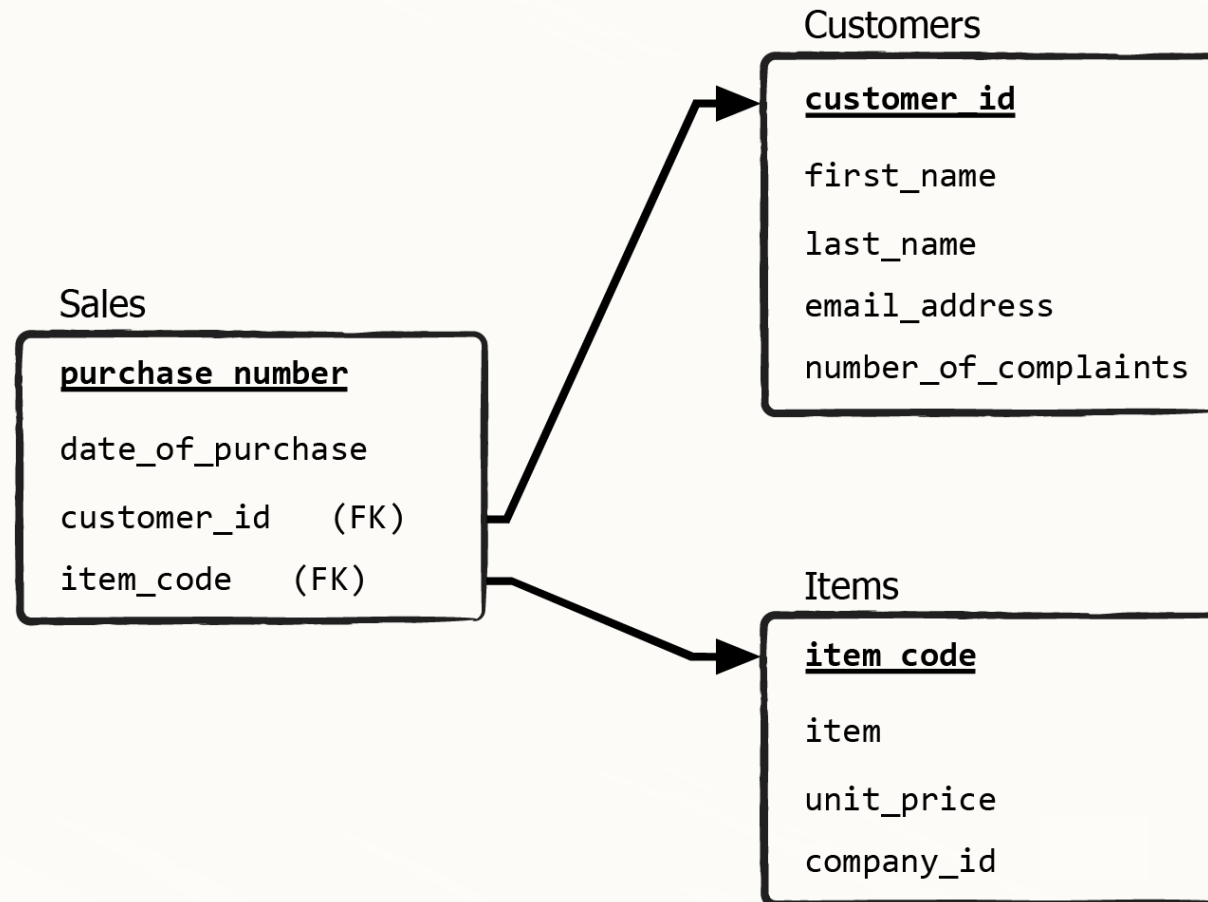 Sales
purchase_number
date_of_purchase
customer_id (FK)
item_code (FK)
Customers
customer_id
first_name
last_name
email_address
number_of_complaints
Items
item_code
item
unit_price
company_id